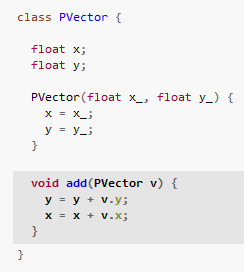 class PVector {
float x;
float y;
PVector(float x_, float y_) {
x = x_;
y = y_;
}
void add(PVector v) {
y = y + v.y;
x = x + v.x;
}
}